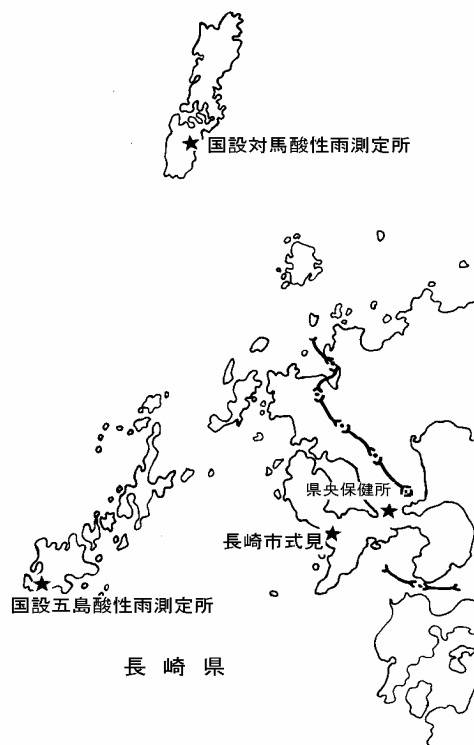 国設対馬酸性雨測定所
県央保健所
長崎市式見
国設五島酸性雨測定所
長崎県